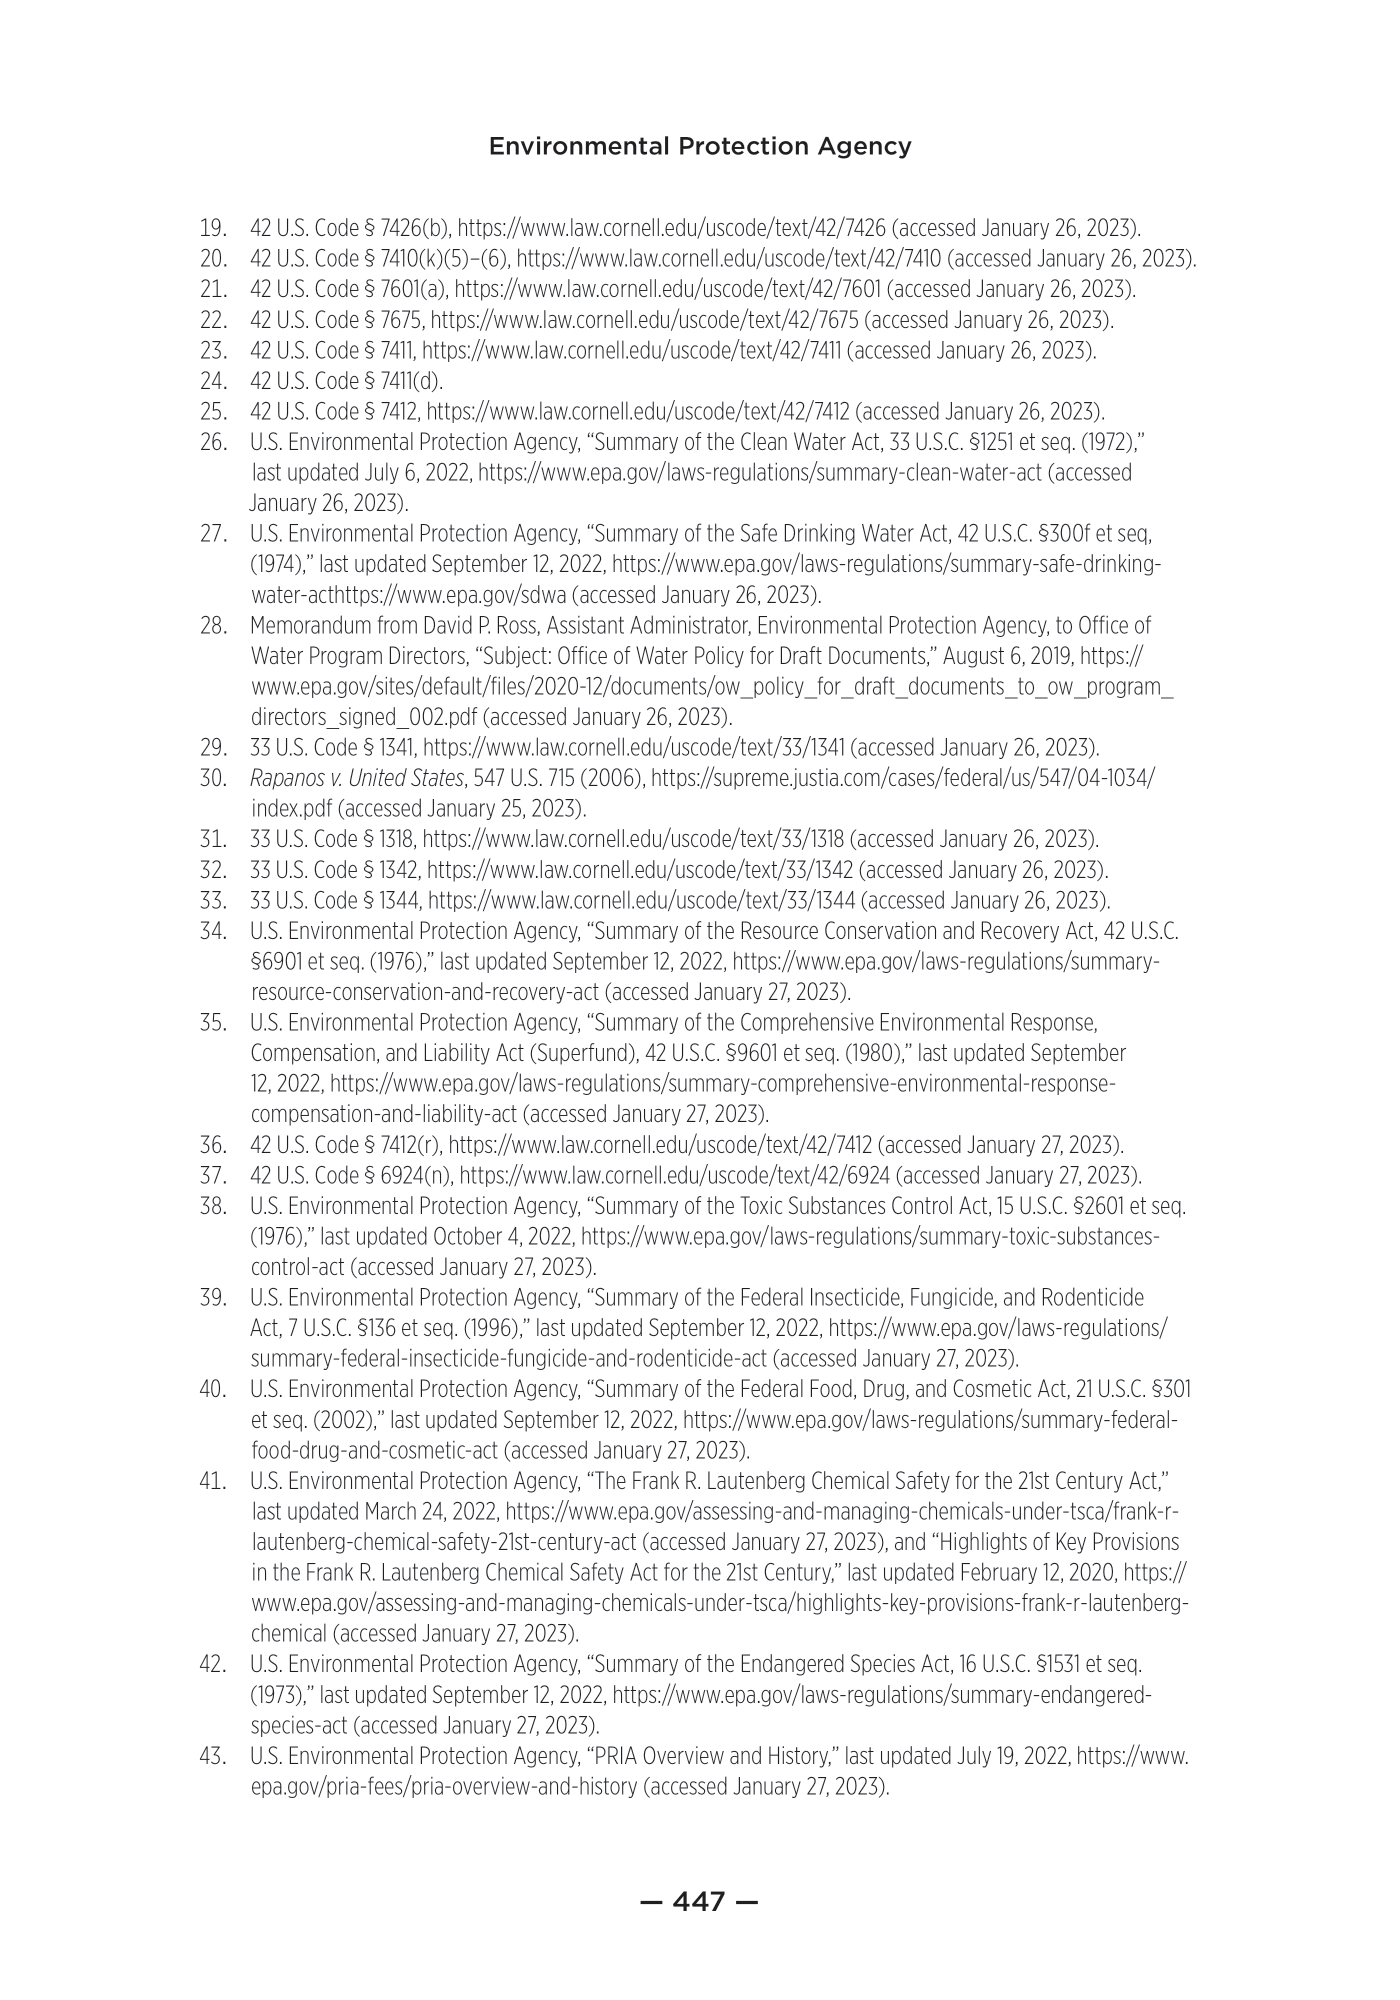 Environmental Protection Agency
19. 42 U.S. Code § 7426(b), https://www.law.cornell.edu/uscode/text/42/7426 (accessed January 26, 2023).
20. 42 U.S. Code § 7410(k)(5)–(6), https://www.law.cornell.edu/uscode/text/42/7410 (accessed January 26, 2023).
21. 42 U.S. Code § 7601(a), https://www.law.cornell.edu/uscode/text/42/7601 (accessed January 26, 2023).
22. 42 U.S. Code § 7675, https://www.law.cornell.edu/uscode/text/42/7675 (accessed January 26, 2023).
23. 42 U.S. Code § 7411, https://www.law.cornell.edu/uscode/text/42/7411 (accessed January 26, 2023).
24. 42 U.S. Code § 7411(d).
25. 42 U.S. Code § 7412, https://www.law.cornell.edu/uscode/text/42/7412 (accessed January 26, 2023).
26. U.S. Environmental Protection Agency, “Summary of the Clean Water Act, 33 U.S.C. §1251 et seq. (1972),”
last updated July 6, 2022, https://www.epa.gov/laws-regulations/summary-clean-water-act (accessed
January 26, 2023).
27. U.S. Environmental Protection Agency, “Summary of the Safe Drinking Water Act, 42 U.S.C. §300f et seq,
(1974),” last updated September 12, 2022, https://www.epa.gov/laws-regulations/summary-safe-drinking-
water-acthttps://www.epa.gov/sdwa (accessed January 26, 2023).
28. Memorandum from David P. Ross, Assistant Administrator, Environmental Protection Agency, to Office of
Water Program Directors, “Subject: Office of Water Policy for Draft Documents,” August 6, 2019, https://
www.epa.gov/sites/default/files/2020-12/documents/ow_policy_for_draft_documents_to_ow_program_
directors_signed_002.pdf (accessed January 26, 2023).
29. 33 U.S. Code § 1341, https://www.law.cornell.edu/uscode/text/33/1341 (accessed January 26, 2023).
30. Rapanos v. United States, 547 U.S. 715 (2006), https://supreme.justia.com/cases/federal/us/547/04-1034/
index.pdf (accessed January 25, 2023).
31. 33 U.S. Code § 1318, https://www.law.cornell.edu/uscode/text/33/1318 (accessed January 26, 2023).
32. 33 U.S. Code § 1342, https://www.law.cornell.edu/uscode/text/33/1342 (accessed January 26, 2023).
33. 33 U.S. Code § 1344, https://www.law.cornell.edu/uscode/text/33/1344 (accessed January 26, 2023).
34. U.S. Environmental Protection Agency, “Summary of the Resource Conservation and Recovery Act, 42 U.S.C.
§6901 et seq. (1976),” last updated September 12, 2022, https://www.epa.gov/laws-regulations/summary-
resource-conservation-and-recovery-act (accessed January 27, 2023).
35. U.S. Environmental Protection Agency, “Summary of the Comprehensive Environmental Response,
Compensation, and Liability Act (Superfund), 42 U.S.C. §9601 et seq. (1980),” last updated September
12, 2022, https://www.epa.gov/laws-regulations/summary-comprehensive-environmental-response-
compensation-and-liability-act (accessed January 27, 2023).
36. 42 U.S. Code § 7412(r), https://www.law.cornell.edu/uscode/text/42/7412 (accessed January 27, 2023).
37. 42 U.S. Code § 6924(n), https://www.law.cornell.edu/uscode/text/42/6924 (accessed January 27, 2023).
38. U.S. Environmental Protection Agency, “Summary of the Toxic Substances Control Act, 15 U.S.C. §2601 et seq.
(1976),” last updated October 4, 2022, https://www.epa.gov/laws-regulations/summary-toxic-substances-
control-act (accessed January 27, 2023).
39. U.S. Environmental Protection Agency, “Summary of the Federal Insecticide, Fungicide, and Rodenticide
Act, 7 U.S.C. §136 et seq. (1996),” last updated September 12, 2022, https://www.epa.gov/laws-regulations/
summary-federal-insecticide-fungicide-and-rodenticide-act (accessed January 27, 2023).
40. U.S. Environmental Protection Agency, “Summary of the Federal Food, Drug, and Cosmetic Act, 21 U.S.C. §301
et seq. (2002),” last updated September 12, 2022, https://www.epa.gov/laws-regulations/summary-federal-
food-drug-and-cosmetic-act (accessed January 27, 2023).
41. U.S. Environmental Protection Agency, “The Frank R. Lautenberg Chemical Safety for the 21st Century Act,”
last updated March 24, 2022, https://www.epa.gov/assessing-and-managing-chemicals-under-tsca/frank-r-
lautenberg-chemical-safety-21st-century-act (accessed January 27, 2023), and “Highlights of Key Provisions
in the Frank R. Lautenberg Chemical Safety Act for the 21st Century,” last updated February 12, 2020, https://
www.epa.gov/assessing-and-managing-chemicals-under-tsca/highlights-key-provisions-frank-r-lautenberg-
chemical (accessed January 27, 2023).
42. U.S. Environmental Protection Agency, “Summary of the Endangered Species Act, 16 U.S.C. §1531 et seq.
(1973),” last updated September 12, 2022, https://www.epa.gov/laws-regulations/summary-endangered-
species-act (accessed January 27, 2023).
43. U.S. Environmental Protection Agency, “PRIA Overview and History,” last updated July 19, 2022, https://www.
epa.gov/pria-fees/pria-overview-and-history (accessed January 27, 2023).
— 447 —